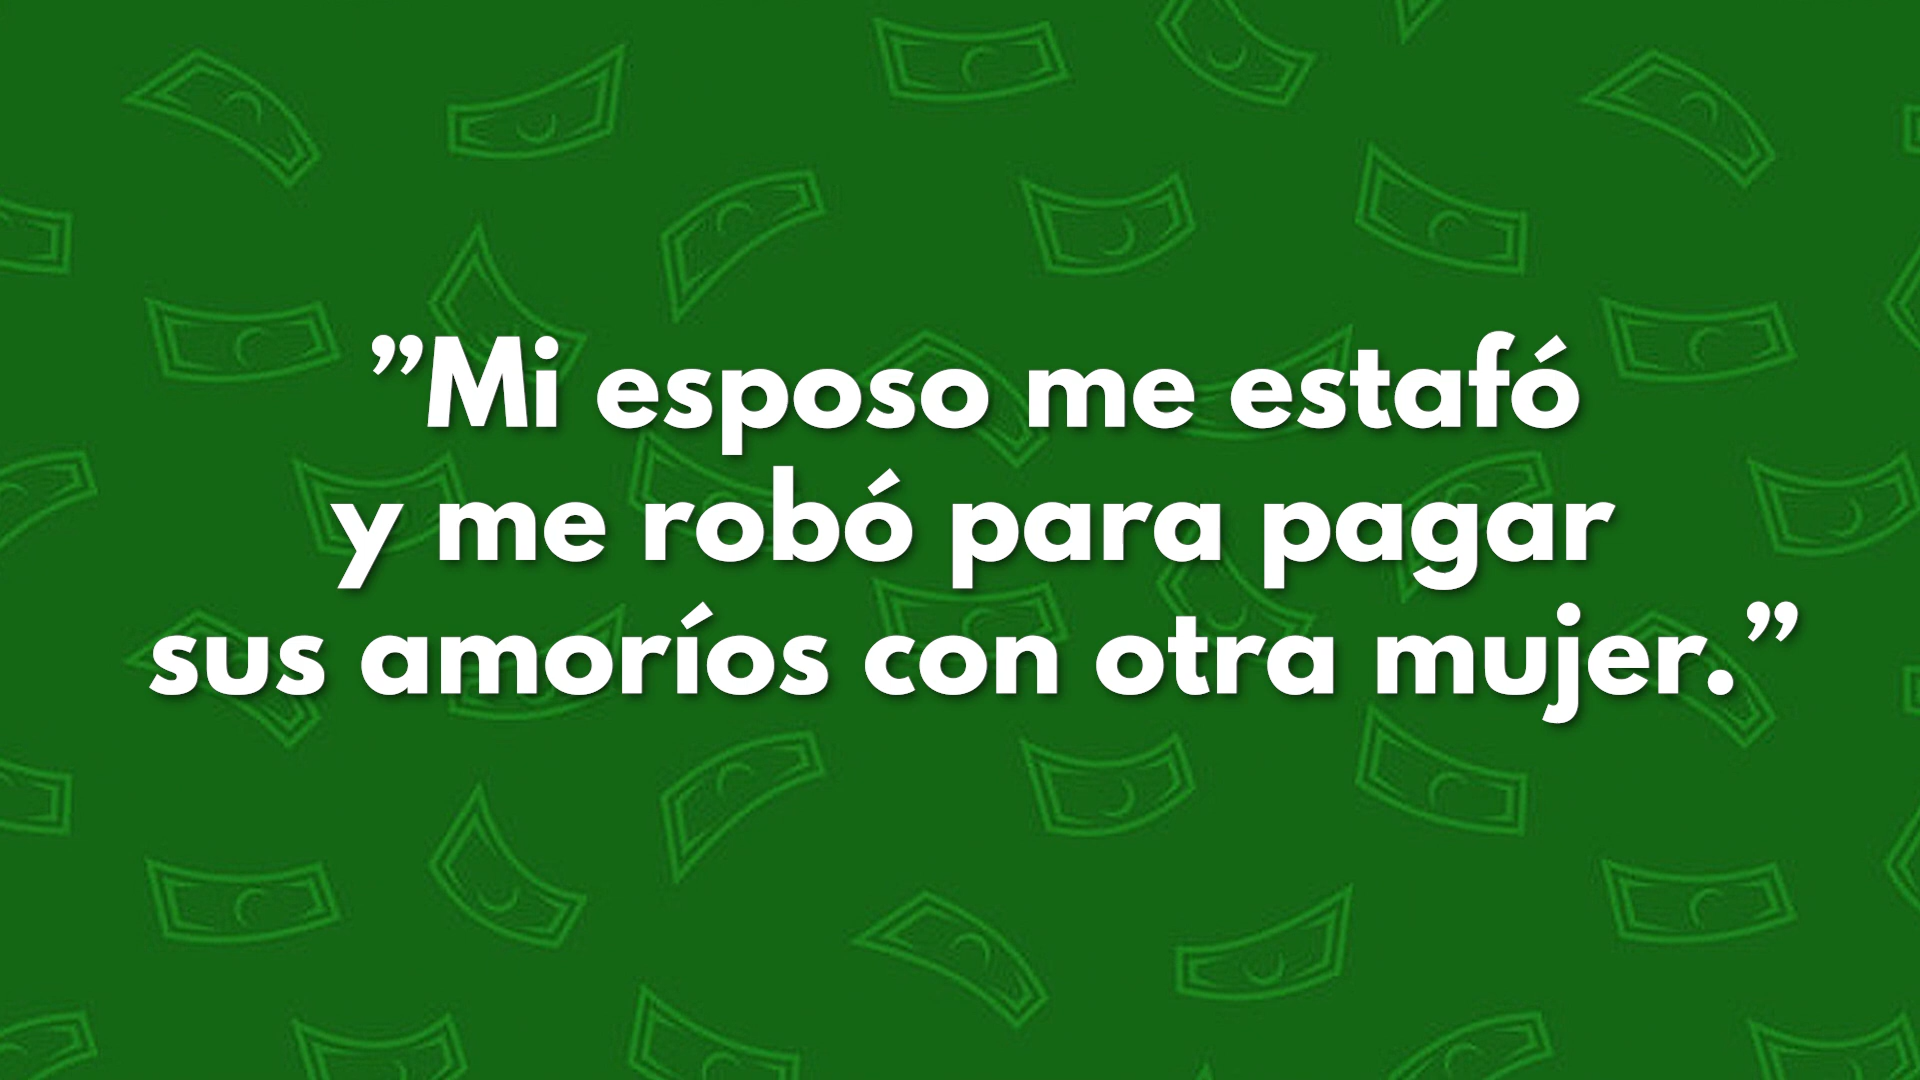 ”Mi esposo me estafó
y me robó para pagar
sus amoríos con otra mujer.”